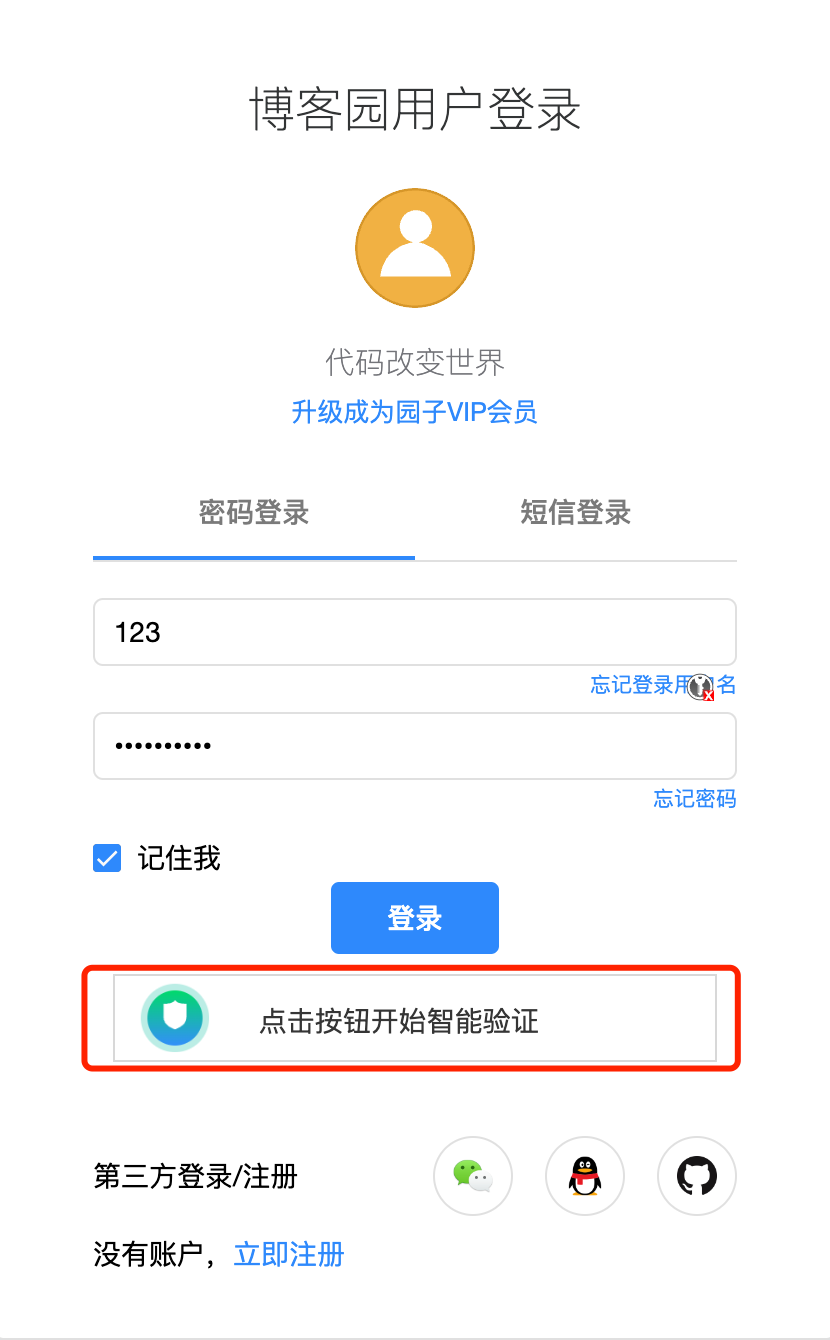 博客园用户登录
代码改变世界
升级成为园子VIP会员
密码登录 短信登录
123
忘记登录用 名
••••••••••
忘记密码
记住我
登录
点击按钮开始智能验证
第三方登录/注册
没有账户，立即注册